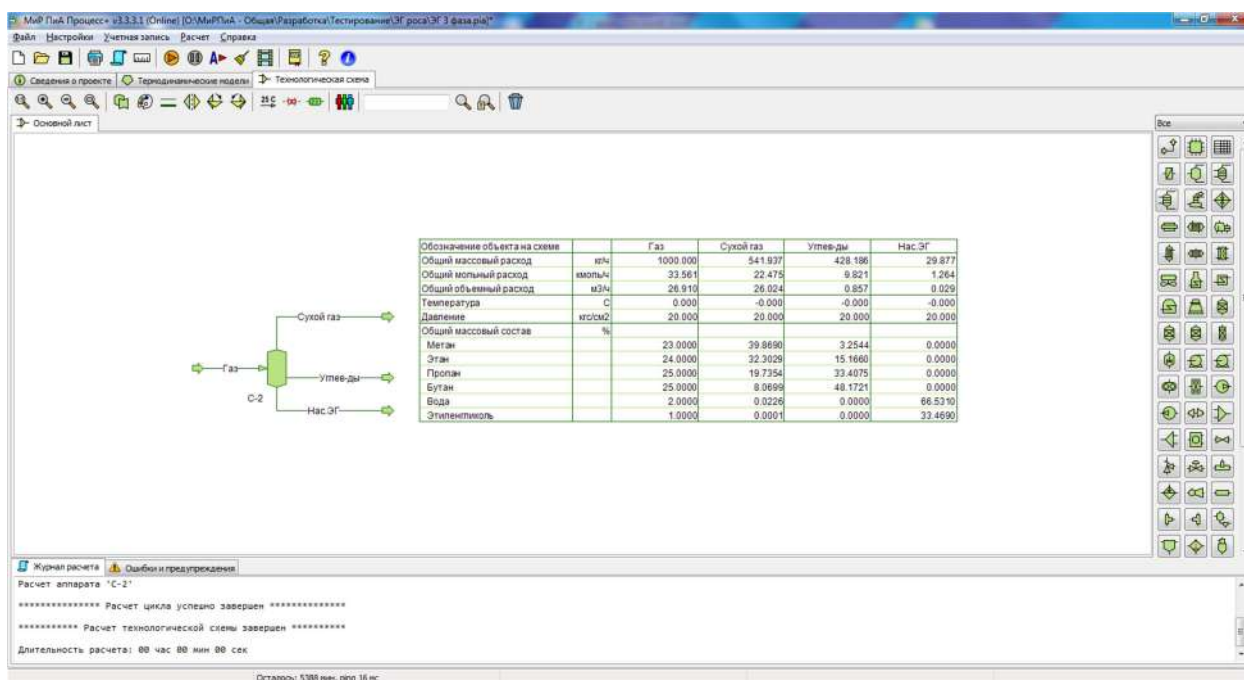 МиР ПиА Процесс+ v3.3.3.1 (Online) [O:\МиРПиА - Общая\Разработка\Тестирование\ЭГ роса\ЭГ 3 фаза.pia]*
Файл Настройки Учетная запись Расчет Справка
Сведения о проекте Термодинамические модели Технологическая схема
Основной лист
Все
Обозначение объекта на схеме Газ Сухой газ Углев-ды Нас.ЭГ
Общий массовый расход кг/ч 1000.000 541.937 428.186 29.877
Общий мольный расход кмоль/ч 33.561 22.475 9.821 1.264
Общий объемный расход м3/ч 26.910 26.024 0.857 0.029
Температура С 0.000 -0.000 -0.000 -0.000
Давление кгс/см2 20.000 20.000 20.000 20.000
Общий массовый состав %
Метан 23.0000 39.8690 3.2544 0.0000
Этан 24.0000 32.3029 15.1660 0.0000
Пропан 25.0000 19.7354 33.4075 0.0000
Бутан 25.0000 8.0699 48.1721 0.0000
Вода 2.0000 0.0226 0.0000 66.5310
Этиленгликоль 1.0000 0.0001 0.0000 33.4690
Сухой газ
Газ
Углев-ды
С-2
Нас.ЭГ
Журнал расчета Ошибки и предупреждения
Расчет аппарата 'С-2'
*************** Расчет цикла успешно завершен **************
*********** Расчет технологической схемы завершен **********
Длительность расчета: 00 час 00 мин 00 сек
Осталось: 5388 мин, ping 16 мс